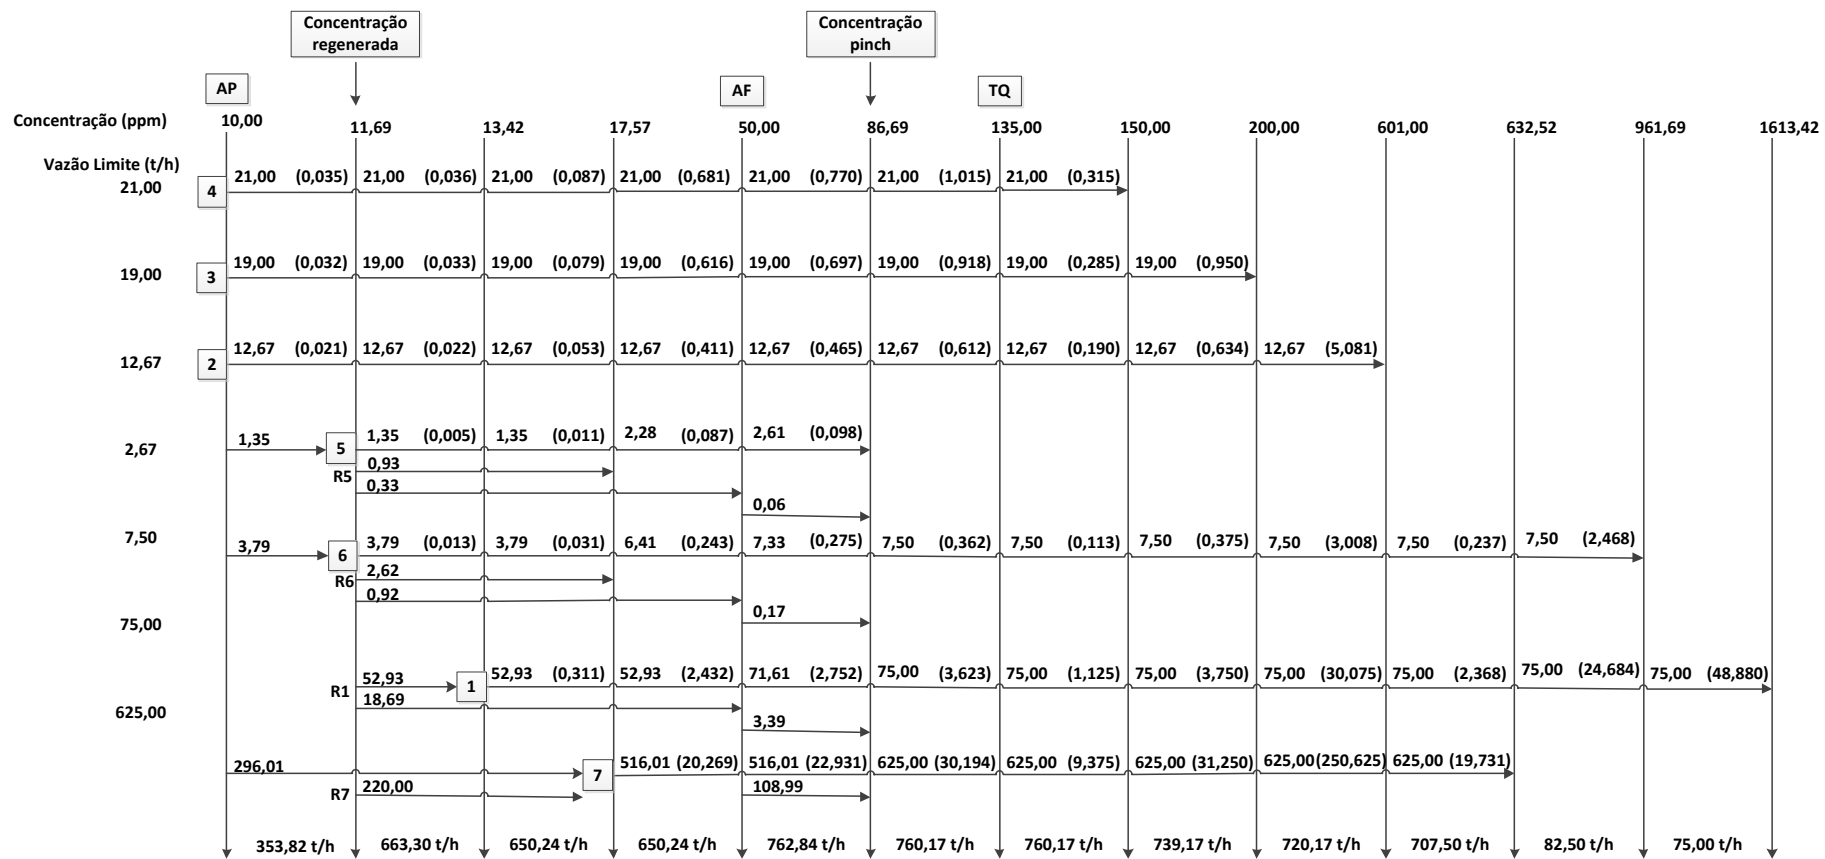 Concentração
regenerada
Concentração
pinch
AP
AF
TQ
Concentração (ppm)
10,00 11,69 13,42 17,57 50,00 86,69 135,00 150,00 200,00 601,00 632,52 961,69 1613,42
Vazão Limite (t/h)
21,00
4
21,00 (0,035) 21,00 (0,036) 21,00 (0,087) 21,00 (0,681) 21,00 (0,770) 21,00 (1,015) 21,00 (0,315)
19,00
3
19,00 (0,032) 19,00 (0,033) 19,00 (0,079) 19,00 (0,616) 19,00 (0,697) 19,00 (0,918) 19,00 (0,285) 19,00 (0,950)
12,67
2
12,67 (0,021) 12,67 (0,022) 12,67 (0,053) 12,67 (0,411) 12,67 (0,465) 12,67 (0,612) 12,67 (0,190) 12,67 (0,634) 12,67 (5,081)
2,67
1,35
5
1,35 (0,005) 1,35 (0,011) 2,28 (0,087) 2,61 (0,098)
R5
0,93
0,33
0,06
7,50
3,79
6
3,79 (0,013) 3,79 (0,031) 6,41 (0,243) 7,33 (0,275) 7,50 (0,362) 7,50 (0,113) 7,50 (0,375) 7,50 (3,008) 7,50 (0,237) 7,50 (2,468)
R6
2,62
0,92
0,17
75,00
R1
52,93
1
52,93 (0,311) 52,93 (2,432) 71,61 (2,752) 75,00 (3,623) 75,00 (1,125) 75,00 (3,750) 75,00 (30,075) 75,00 (2,368) 75,00 (24,684) 75,00 (48,880)
18,69
3,39
625,00
296,01
7
516,01 (20,269) 516,01 (22,931) 625,00 (30,194) 625,00 (9,375) 625,00 (31,250) 625,00 (250,625) 625,00 (19,731)
R7
220,00
108,99
353,82 t/h 663,30 t/h 650,24 t/h 650,24 t/h 762,84 t/h 760,17 t/h 760,17 t/h 739,17 t/h 720,17 t/h 707,50 t/h 82,50 t/h 75,00 t/h